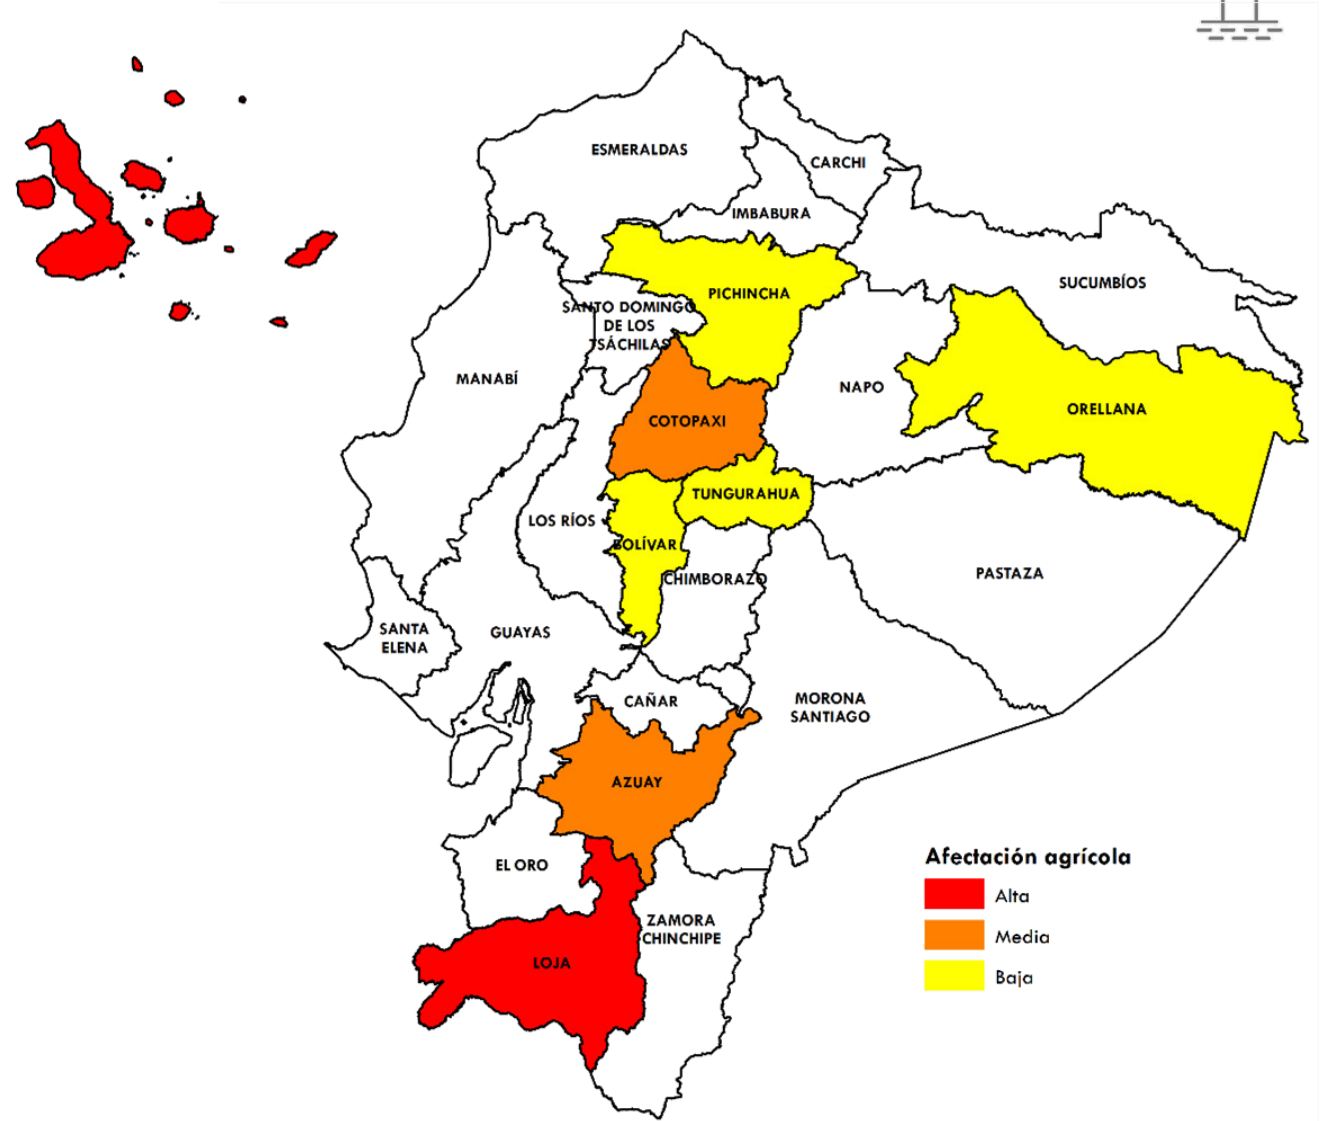 ESMERALDAS
CARCHI
IMBABURA
SUCUMBÍOS
PICHINCHA
SANTO DOMINGO
DE LOS
TSÁCHILAS
MANABÍ
NAPO
ORELLANA
COTOPAXI
TUNGURAHUA
LOS RÍOS
BOLÍVAR
CHIMBORAZO
PASTAZA
SANTA
ELENA
GUAYAS
CAÑAR
MORONA
SANTIAGO
AZUAY
EL ORO
ZAMORA
CHINCHIPE
LOJA
Afectación agrícola
Alta
Media
Baja